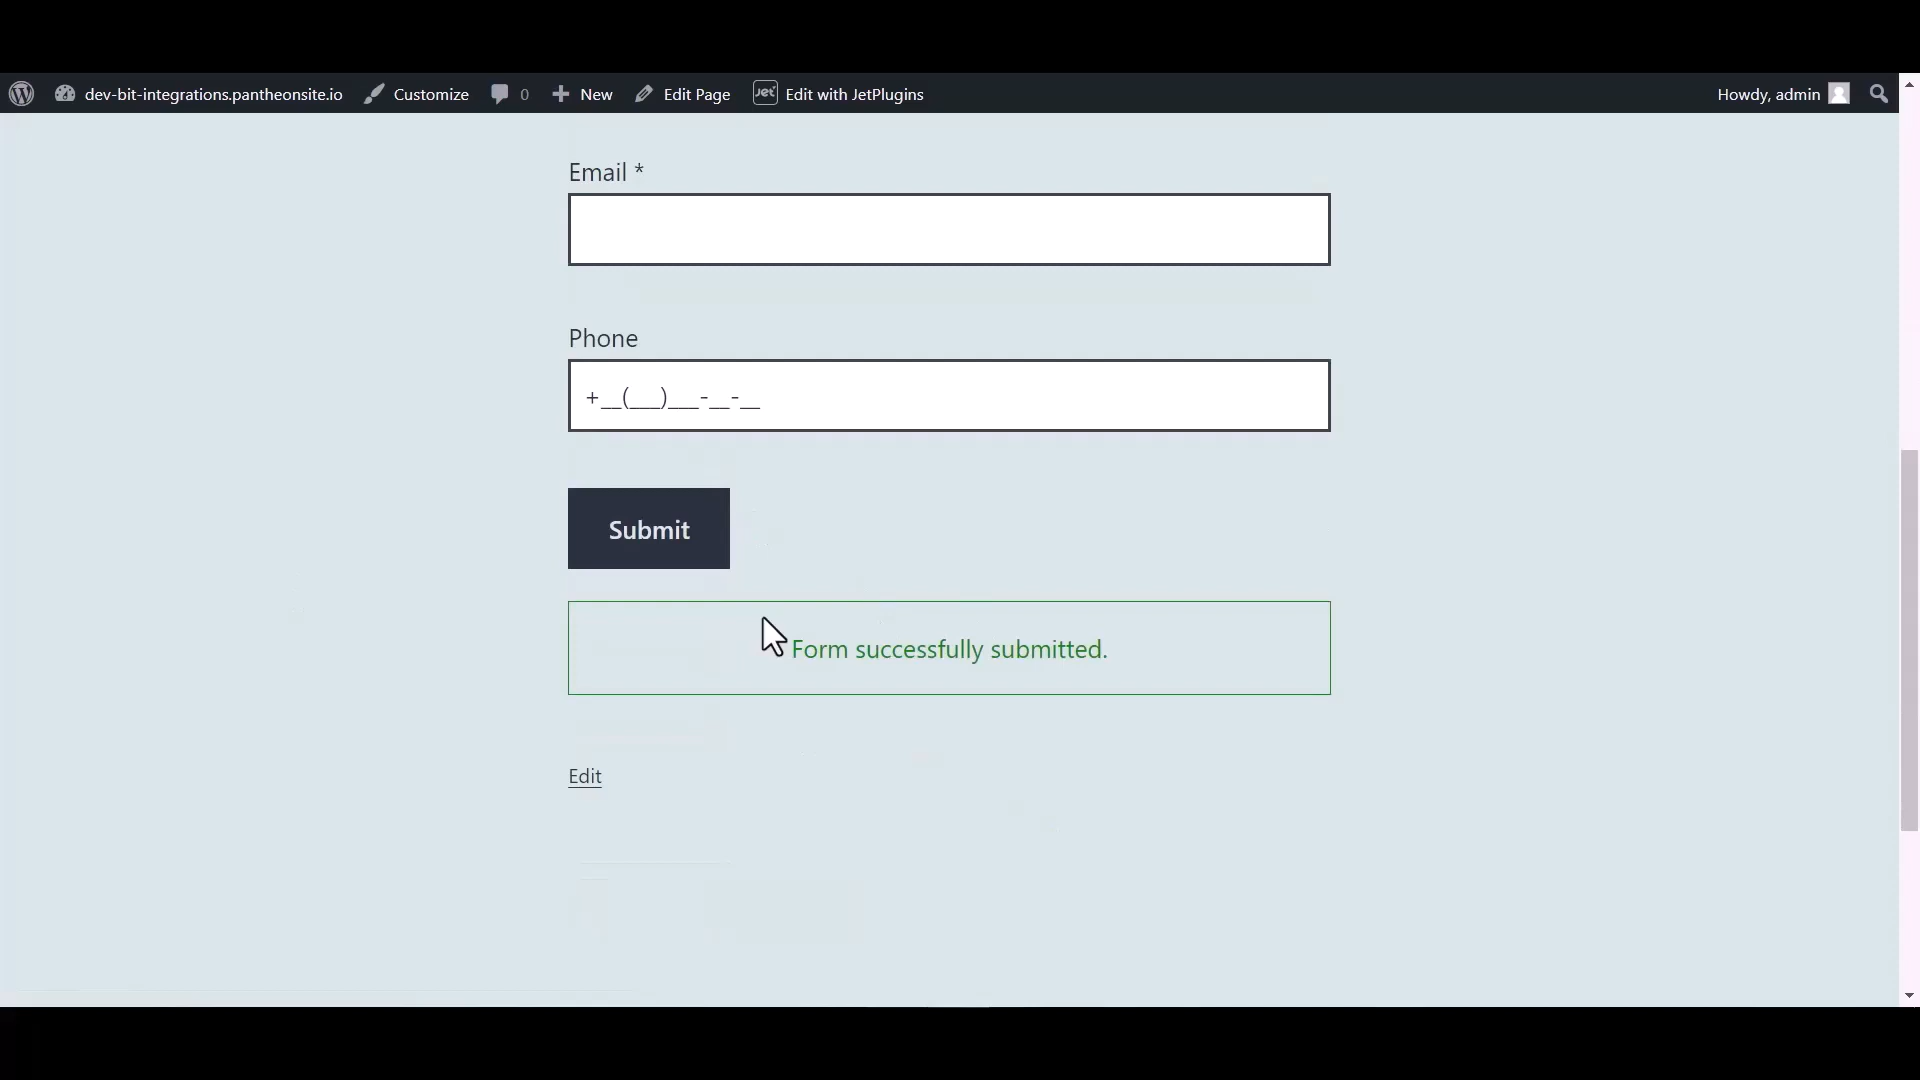 dev-bit-integrations.pantheonsite.io Customize 0 New Edit Page Jet Edit with JetPlugins Howdy, admin
Email *
Phone
+__(___)___-__-__
Submit
Form successfully submitted.
Edit